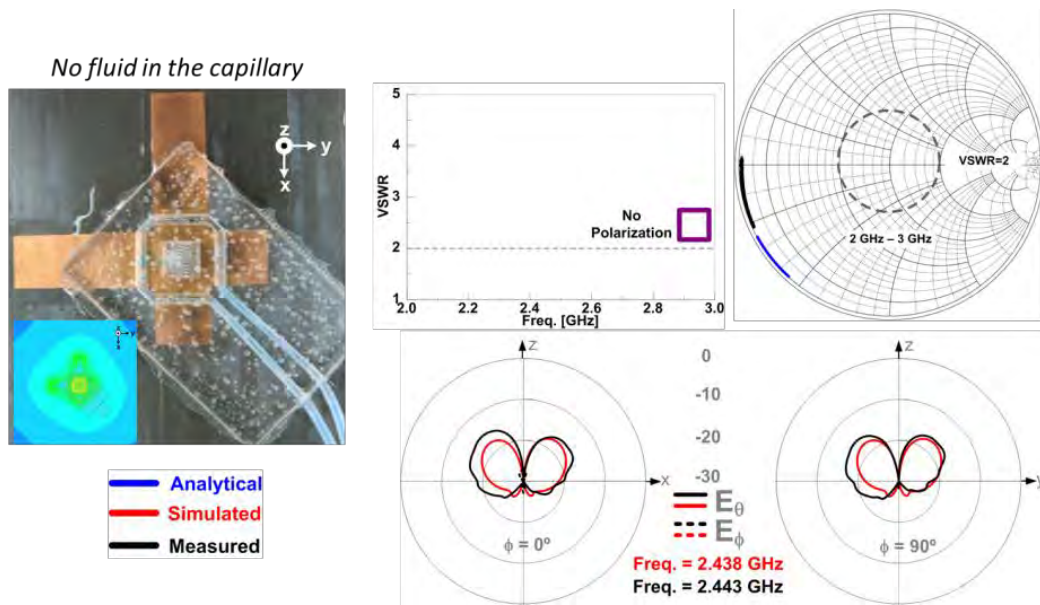 No fluid in the capillary
z
y
x
Analytical
Simulated
Measured
VSWR
5
4
3
2
1
No
Polarization
2.0
2.2
2.4
2.6
2.8
3.0
Freq. [GHz]
VSWR=2
2 GHz – 3 GHz
z
x
ϕ = 0º
0
-10
-20
-30
Eθ
Eϕ
Freq. = 2.438 GHz
Freq. = 2.443 GHz
z
y
ϕ = 90º